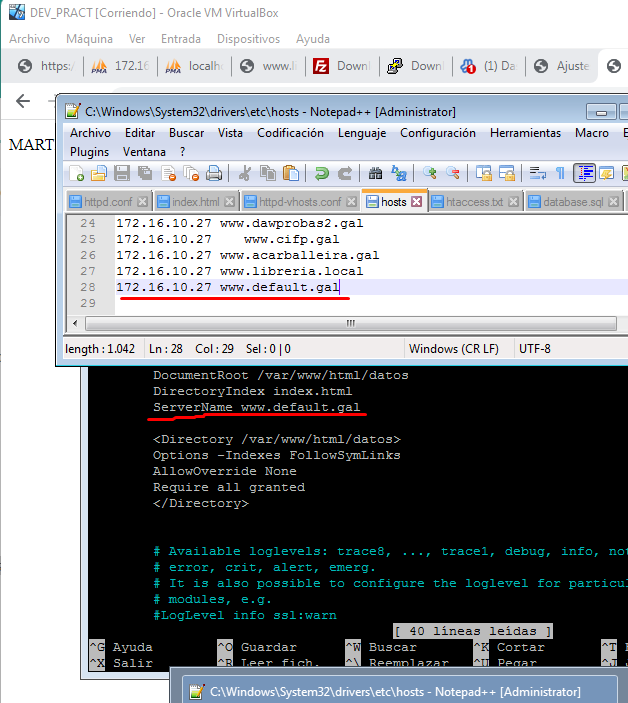 DEV_PRACT [Corriendo] - Oracle VM VirtualBox
Archivo Máquina Ver Entrada Dispositivos Ayuda
https:/ 172.16 localh www.l Downl Downl (1) Da Ajuste
MART
C:\Windows\System32\drivers\etc\hosts - Notepad++ [Administrator]
Archivo Editar Buscar Vista Codificación Lenguaje Configuración Herramientas Macro
Plugins Ventana ?
httpd.conf index.html httpd-vhosts.conf hosts htaccess.txt database.sql
24 172.16.10.27 www.dawprobas2.gal
25 172.16.10.27 www.cifp.gal
26 172.16.10.27 www.acarballeira.gal
27 172.16.10.27 www.libreria.local
28 172.16.10.27 www.default.gal
29
length : 1.042 Ln : 28 Col : 29 Sel : 0 | 0 Windows (CR LF) UTF-8
DocumentRoot /var/www/html/datos
DirectoryIndex index.html
ServerName www.default.gal
<Directory /var/www/html/datos>
Options -Indexes FollowSymLinks
AllowOverride None
Require all granted
</Directory>
# Available loglevels: trace8, ..., trace1, debug, info, no
# error, crit, alert, emerg.
# It is also possible to configure the loglevel for particul
# modules, e.g.
#LogLevel info ssl:warn
[ 40 líneas leídas ]
^G Ayuda ^O Guardar ^W Buscar ^K Cortar ^T
^X Salir ^R Leer fich. ^\ Reemplazar ^U Pegar ^J
C:\Windows\System32\drivers\etc\hosts - Notepad++ [Administrator]